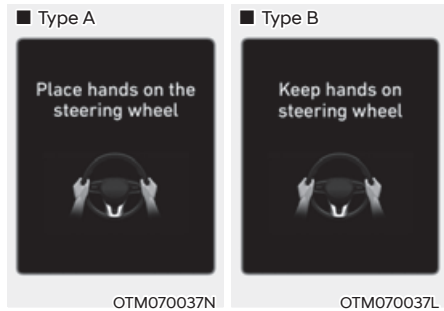 ■ Type A
Place hands on the
steering wheel
OTM070037N
■ Type B
Keep hands on
steering wheel
OTM070037L